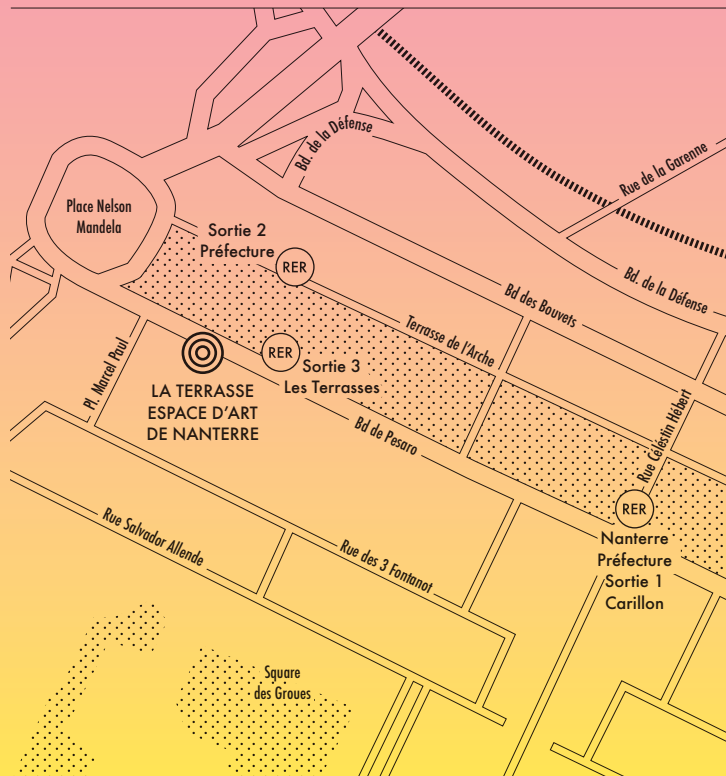 Bd. de la Défense
Rue de la Garenne
Place Nelson
Mandela
Sortie 2
Préfecture
RER
Bd. de la Défense
Bd des Bouvets
Terrasse de l'Arche
RER
Sortie 3
Les Terrasses
Pl. Marcel Paul
LA TERRASSE
ESPACE D'ART
DE NANTERRE
Bd de Pesaro
Rue Célestin Hébert
RER
Nanterre
Préfecture
Sortie 1
Carillon
Rue Salvador Allende
Rue des 3 Fontanot
Square
des Groues